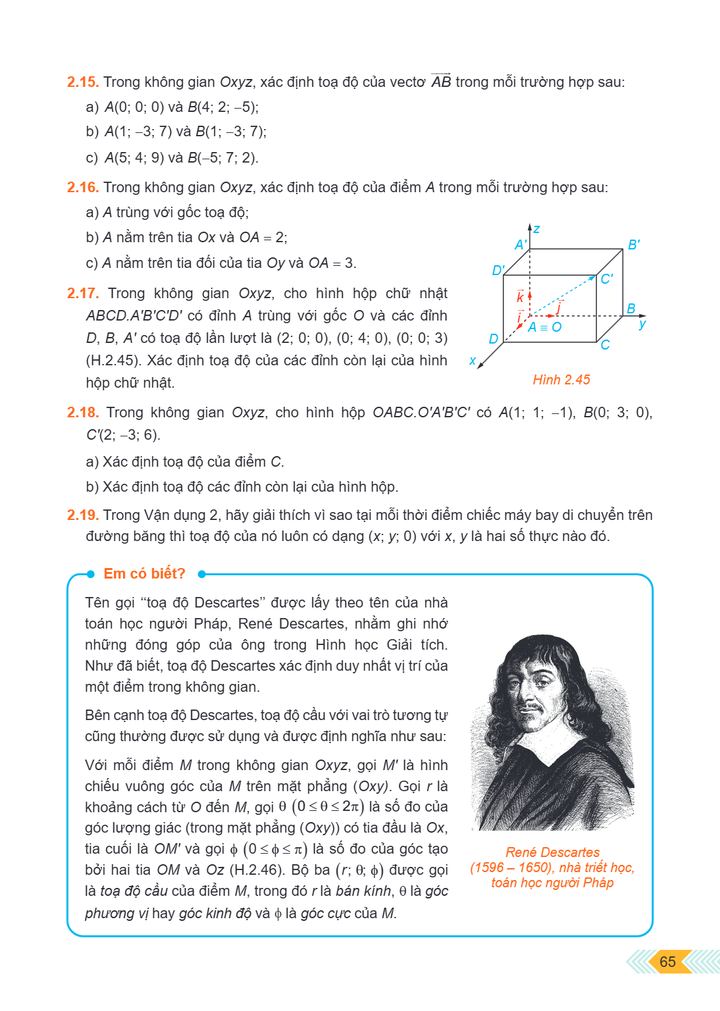 2.15. Trong không gian Oxyz, xác định toạ độ của vectơ AB trong mỗi trường hợp sau:
a) A(0; 0; 0) và B(4; 2; −5);
b) A(1; −3; 7) và B(1; −3; 7);
c) A(5; 4; 9) và B(−5; 7; 2).
2.16. Trong không gian Oxyz, xác định toạ độ của điểm A trong mỗi trường hợp sau:
a) A trùng với gốc toạ độ;
b) A nằm trên tia Ox và OA = 2;
c) A nằm trên tia đối của tia Oy và OA = 3.
2.17. Trong không gian Oxyz, cho hình hộp chữ nhật
ABCD.A'B'C'D' có đỉnh A trùng với gốc O và các đỉnh
D, B, A' có toạ độ lần lượt là (2; 0; 0), (0; 4; 0), (0; 0; 3)
(H.2.45). Xác định toạ độ của các đỉnh còn lại của hình
hộp chữ nhật.
z
A'
B'
D'
C'
k
j
i
B
A ≡ O
y
D
C
x
Hình 2.45
2.18. Trong không gian Oxyz, cho hình hộp OABC.O'A'B'C' có A(1; 1; −1), B(0; 3; 0),
C'(2; −3; 6).
a) Xác định toạ độ của điểm C.
b) Xác định toạ độ các đỉnh còn lại của hình hộp.
2.19. Trong Vận dụng 2, hãy giải thích vì sao tại mỗi thời điểm chiếc máy bay di chuyển trên
đường băng thì toạ độ của nó luôn có dạng (x; y; 0) với x, y là hai số thực nào đó.
Em có biết?
Tên gọi “toạ độ Descartes” được lấy theo tên của nhà
toán học người Pháp, René Descartes, nhằm ghi nhớ
những đóng góp của ông trong Hình học Giải tích.
Như đã biết, toạ độ Descartes xác định duy nhất vị trí của
một điểm trong không gian.
Bên cạnh toạ độ Descartes, toạ độ cầu với vai trò tương tự
cũng thường được sử dụng và được định nghĩa như sau:
Với mỗi điểm M trong không gian Oxyz, gọi M' là hình
chiếu vuông góc của M trên mặt phẳng (Oxy). Gọi r là
khoảng cách từ O đến M, gọi θ (0 ≤ θ ≤ 2π) là số đo của
góc lượng giác (trong mặt phẳng (Oxy)) có tia đầu là Ox,
tia cuối là OM' và gọi ϕ (0 ≤ ϕ ≤ π) là số đo của góc tạo
bởi hai tia OM và Oz (H.2.46). Bộ ba (r; θ; ϕ) được gọi
là toạ độ cầu của điểm M, trong đó r là bán kính, θ là góc
phương vị hay góc kinh độ và ϕ là góc cực của M.
René Descartes
(1596 – 1650), nhà triết học,
toán học người Pháp
65